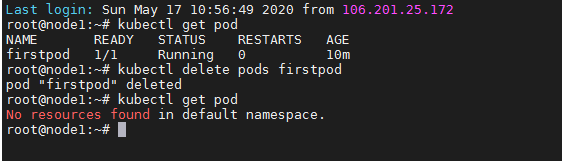 Last login: Sun May 17 10:56:49 2020 from 106.201.25.172
root@node1:~# kubectl get pod
NAME       READY   STATUS    RESTARTS   AGE
firstpod   1/1     Running   0          10m
root@node1:~# kubectl delete pods firstpod
pod "firstpod" deleted
root@node1:~# kubectl get pod
No resources found in default namespace.
root@node1:~#